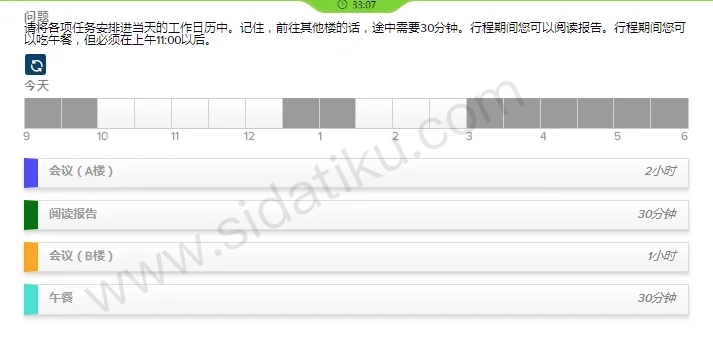 33:07
问题
请将各项任务安排进当天的工作日历中。记住，前往其他楼的话，途中需要30分钟。行程期间您可以阅读报告。行程期间您可
以吃午餐，但必须在上午11:00以后。
今天
9 10 11 12 1 2 3 4 5 6
会议（A楼） 2小时
阅读报告 30分钟
会议（B楼） 1小时
午餐 30分钟
www.sidatiku.com